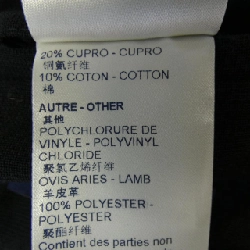 20% CUPRO - CUPRO
铜氨纤维
10% COTON - COTTON
棉
AUTRE - OTHER
其他
POLYCHLORURE DE
VINYLE - POLYVINYL
CHLORIDE
聚氯乙烯纤维
OVIS ARIES - LAMB
羊皮革
100% POLYESTER -
POLYESTER
聚酯纤维
Contient des parties non